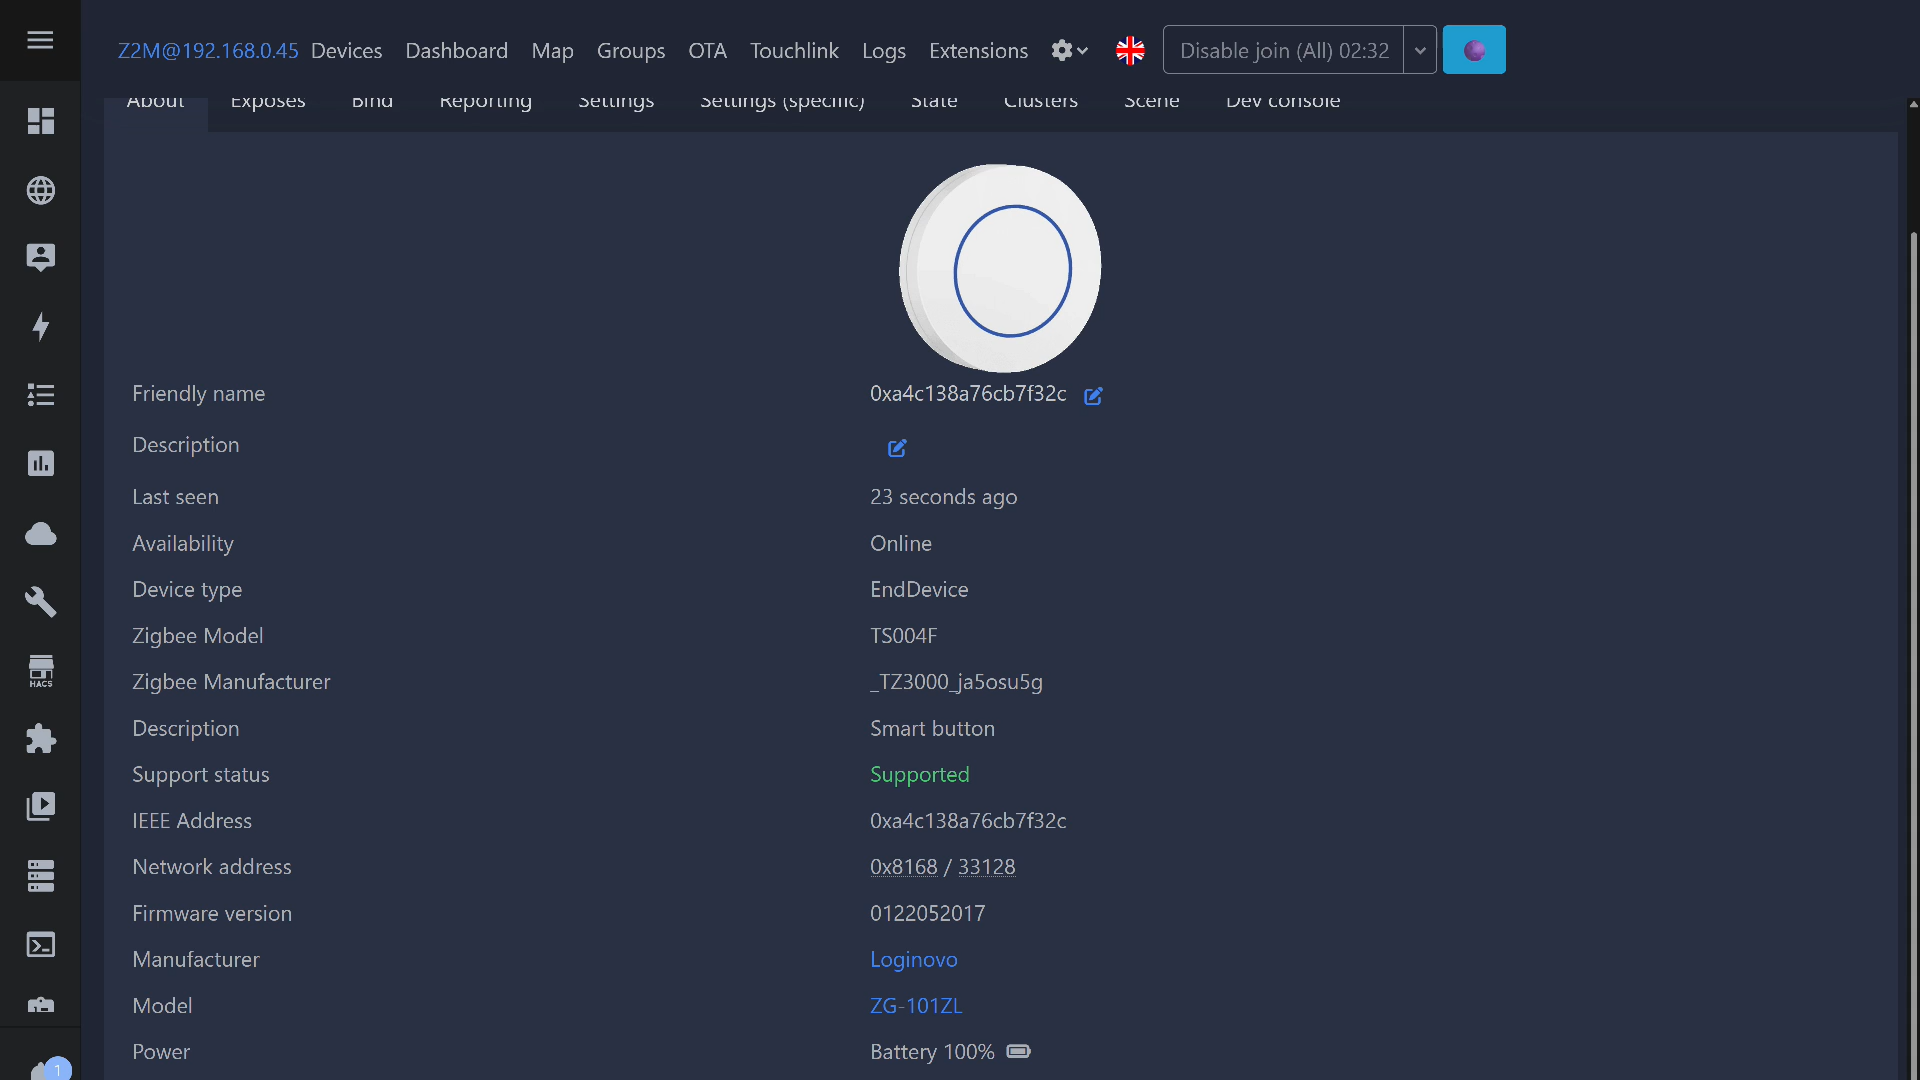 Z2M@192.168.0.45 Devices Dashboard Map Groups OTA Touchlink Logs Extensions Disable join (All) 02:32
About Exposes Bind Reporting Settings Settings (specific) State Clusters Scene Dev console
Friendly name 0xa4c138a76cb7f32c
Description
Last seen 23 seconds ago
Availability Online
Device type EndDevice
Zigbee Model TS004F
Zigbee Manufacturer _TZ3000_ja5osu5g
Description Smart button
Support status Supported
IEEE Address 0xa4c138a76cb7f32c
Network address 0x8168 / 33128
Firmware version 0122052017
Manufacturer Loginovo
Model ZG-101ZL
Power Battery 100%
HACS
1